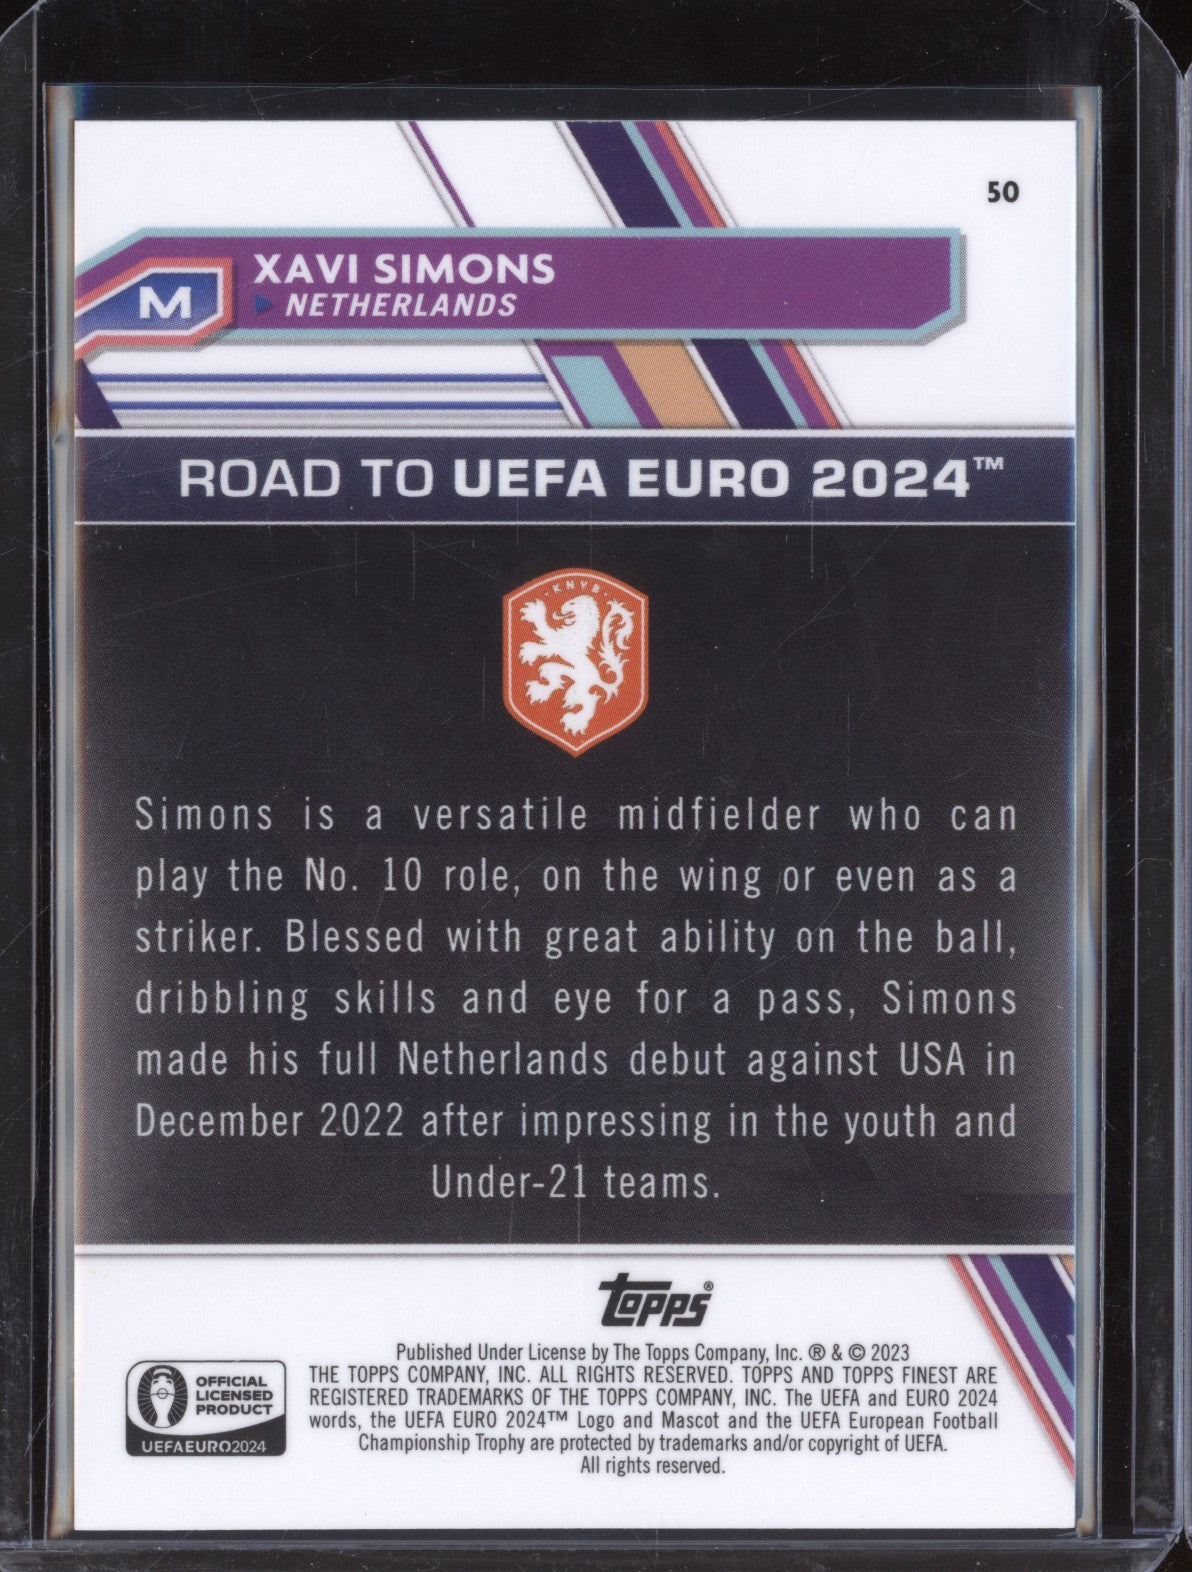 50
XAVI SIMONS
M
NETHERLANDS
ROAD TO UEFA EURO 2024™
KNVB
Simons is a versatile midfielder who can
play the No. 10 role, on the wing or even as a
striker. Blessed with great ability on the ball,
dribbling skills and eye for a pass, Simons
made his full Netherlands debut against USA in
December 2022 after impressing in the youth and
Under-21 teams.
topps®
Published Under License by The Topps Company, Inc. ® & © 2023
THE TOPPS COMPANY, INC. ALL RIGHTS RESERVED. TOPPS AND TOPPS FINEST ARE
REGISTERED TRADEMARKS OF THE TOPPS COMPANY, INC. The UEFA and EURO 2024
words, the UEFA EURO 2024™ Logo and Mascot and the UEFA European Football
Championship Trophy are protected by trademarks and/or copyright of UEFA.
All rights reserved.
OFFICIAL
LICENSED
PRODUCT
UEFAEURO2024